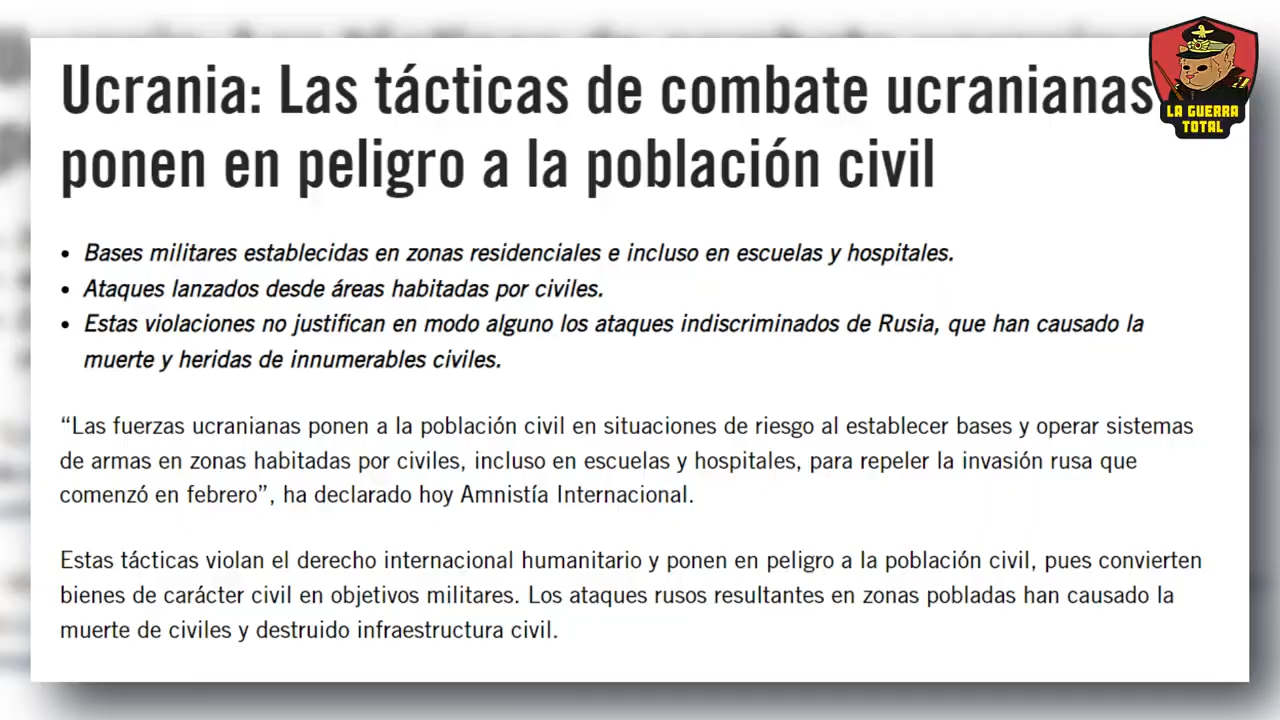 Ucrania: Las tácticas de combate ucranianas
ponen en peligro a la población civil
LA GUERRA
TOTAL
• Bases militares establecidas en zonas residenciales e incluso en escuelas y hospitales.
• Ataques lanzados desde áreas habitadas por civiles.
• Estas violaciones no justifican en modo alguno los ataques indiscriminados de Rusia, que han causado la
muerte y heridas de innumerables civiles.
“Las fuerzas ucranianas ponen a la población civil en situaciones de riesgo al establecer bases y operar sistemas
de armas en zonas habitadas por civiles, incluso en escuelas y hospitales, para repeler la invasión rusa que
comenzó en febrero”, ha declarado hoy Amnistía Internacional.
Estas tácticas violan el derecho internacional humanitario y ponen en peligro a la población civil, pues convierten
bienes de carácter civil en objetivos militares. Los ataques rusos resultantes en zonas pobladas han causado la
muerte de civiles y destruido infraestructura civil.